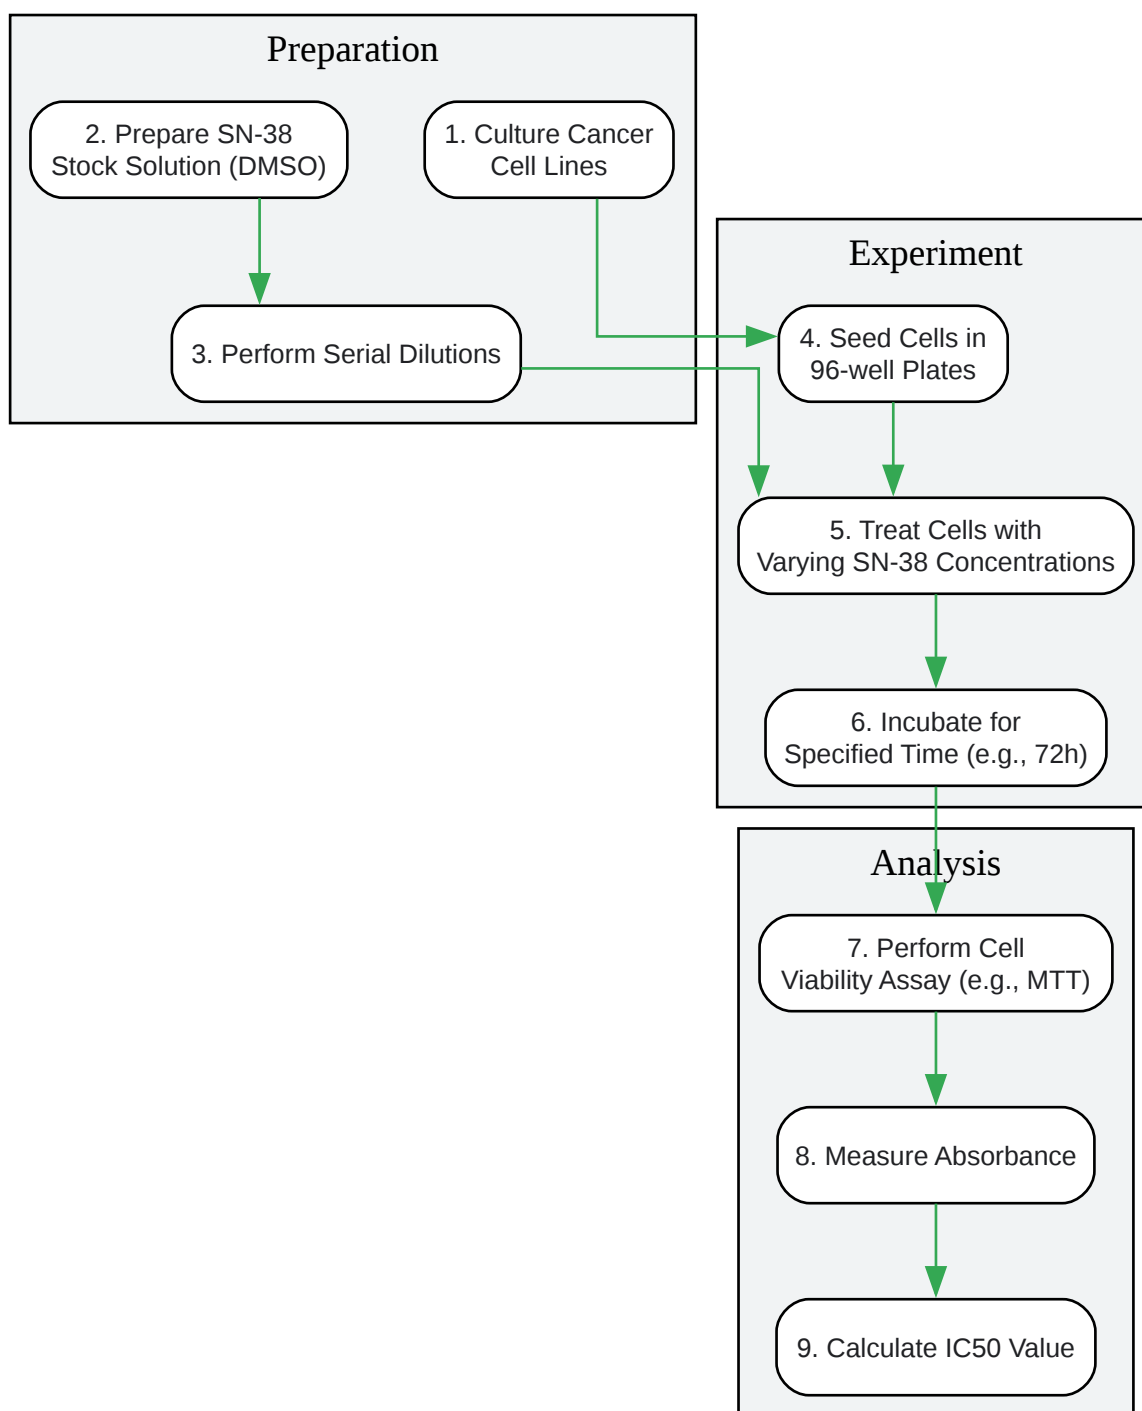 Preparation
2. Prepare SN-38
Stock Solution (DMSO)
1. Culture Cancer
Cell Lines
3. Perform Serial Dilutions
Experiment
4. Seed Cells in
96-well Plates
5. Treat Cells with
Varying SN-38 Concentrations
6. Incubate for
Specified Time (e.g., 72h)
Analysis
7. Perform Cell
Viability Assay (e.g., MTT)
8. Measure Absorbance
9. Calculate IC50 Value